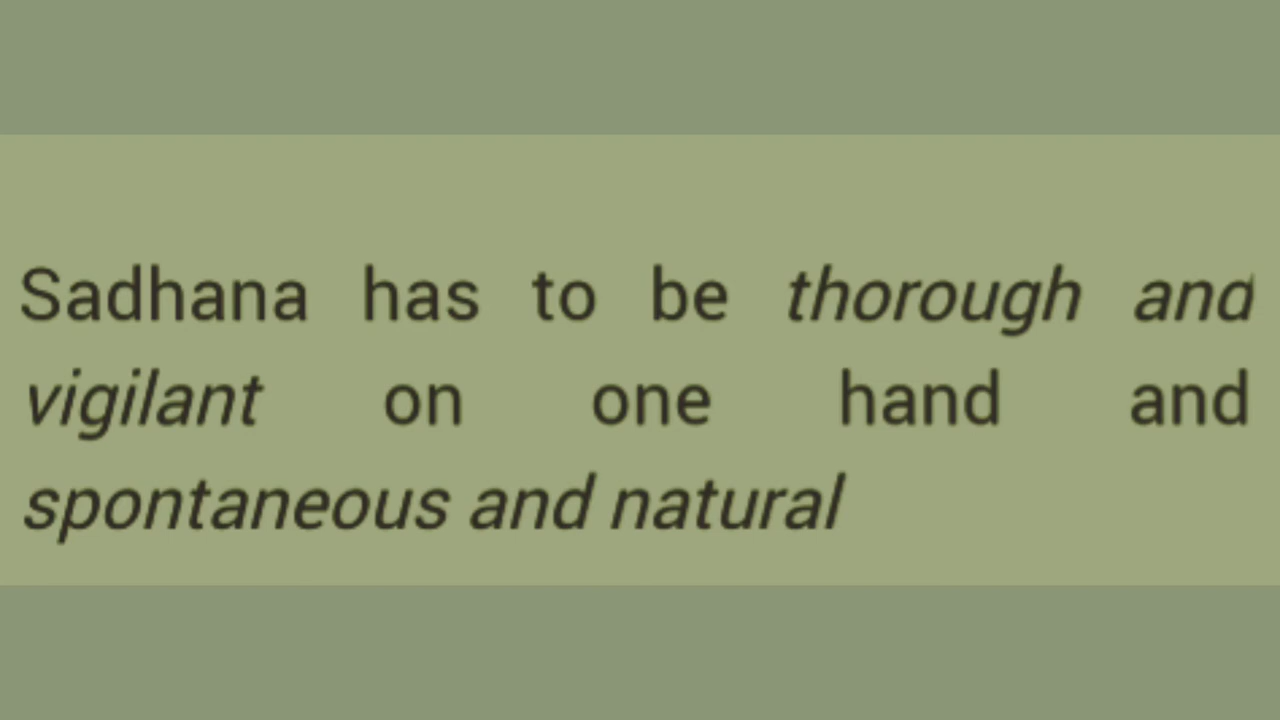 Sadhana has to be thorough and
vigilant on one hand and
spontaneous and natural